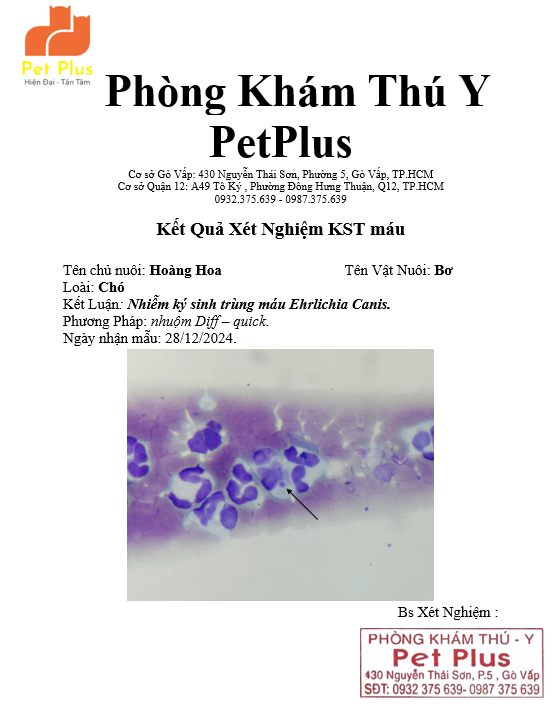 Pet Plus
Hiện Đại - Tận Tâm
Phòng Khám Thú Y
PetPlus
Cơ sở Gò Vấp: 430 Nguyễn Thái Sơn, Phường 5, Gò Vấp, TP.HCM
Cơ sở Quận 12: A49 Tô Ký , Phường Đông Hưng Thuận, Q12, TP.HCM
0932.375.639 - 0987.375.639
Kết Quả Xét Nghiệm KST máu
Tên chủ nuôi: Hoàng Hoa Tên Vật Nuôi: Bơ
Loài: Chó
Kết Luận: Nhiễm ký sinh trùng máu Ehrlichia Canis.
Phương Pháp: nhuộm Diff – quick.
Ngày nhận mẫu: 28/12/2024.
Bs Xét Nghiệm :
PHÒNG KHÁM THÚ - Y
Pet Plus
430 Nguyễn Thái Sơn, P.5 , Gò Vấp
SĐT: 0932 375 639- 0987 375 639